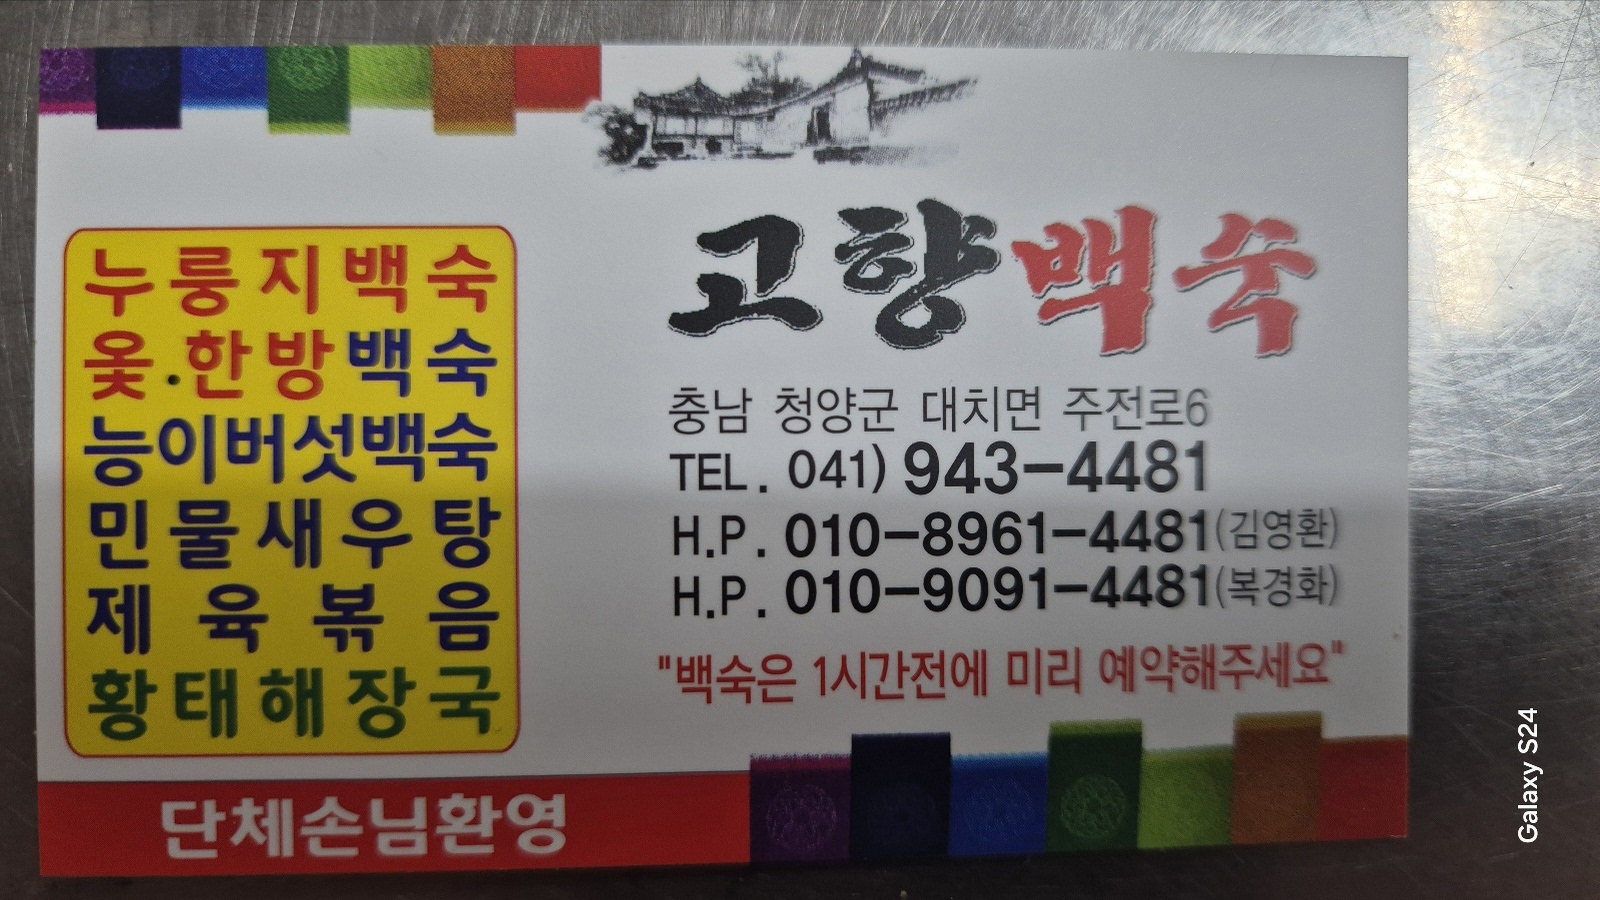 고향백숙
충남 청양군 대치면 주전로6
TEL. 041) 943-4481
H.P. 010-8961-4481(김영환)
H.P. 010-9091-4481(복경화)
"백숙은 1시간전에 미리 예약해주세요"
누룽지백숙
옻.한방백숙
능이버섯백숙
민물새우탕
제육볶음
황태해장국
단체손님환영
Galaxy S24